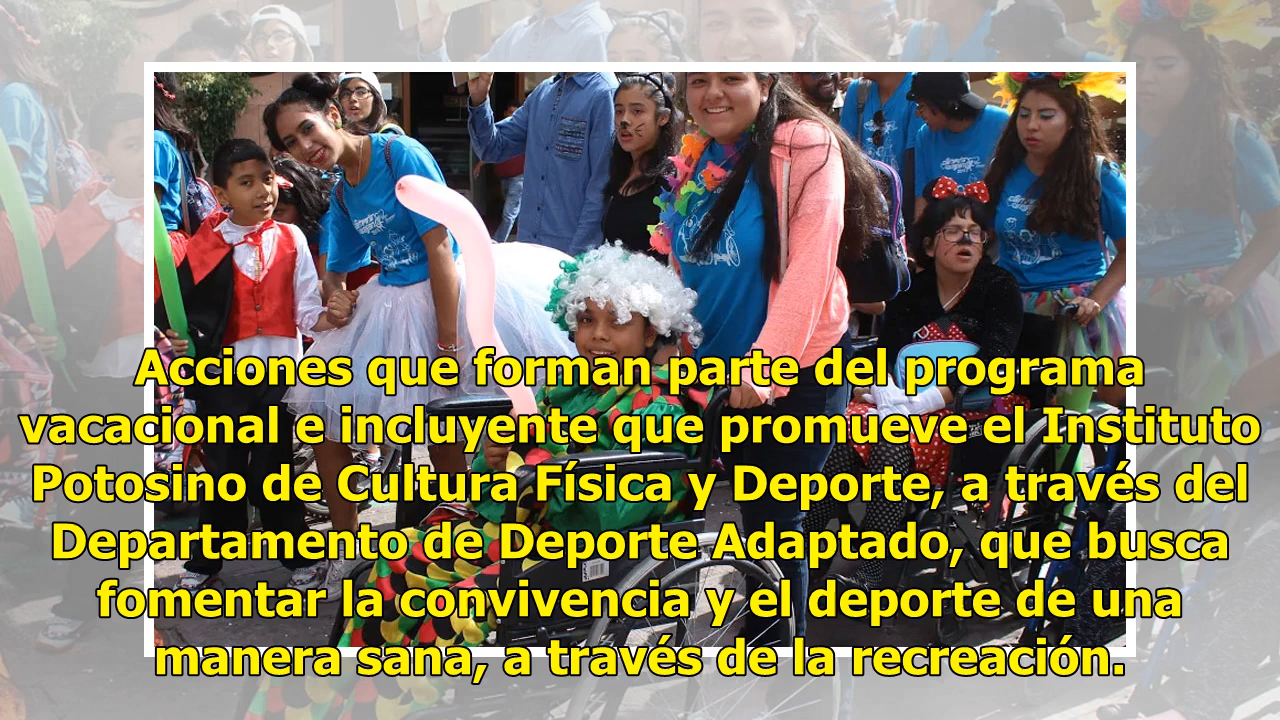 Acciones que forman parte del programa
vacacional e incluyente que promueve el Instituto
Potosino de Cultura Física y Deporte, a través del
Departamento de Deporte Adaptado, que busca
fomentar la convivencia y el deporte de una
manera sana, a través de la recreación.